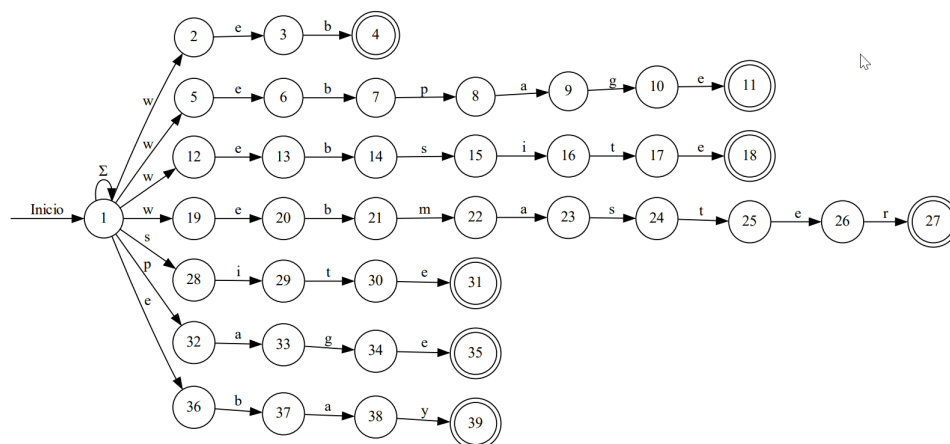 2 e 3 b 4
w
5 e 6 b 7 p 8 a 9 g 10 e 11
w
12 e 13 b 14 s 15 i 16 t 17 e 18
Σ w
Inicio 1 w 19 e 20 b 21 m 22 a 23 s 24 t 25 e 26 r 27
s
28 i 29 t 30 e 31
p
e
32 a 33 g 34 e 35
36 b 37 a 38 y 39